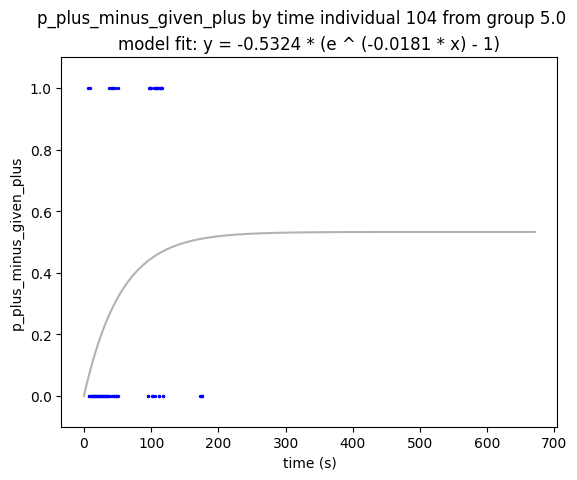 p_plus_minus_given_plus by time individual 104 from group 5.0
model fit: y = -0.5324 * (e ^ (-0.0181 * x) - 1)
1.0
0.8
0.6
0.4
0.2
0.0
p_plus_minus_given_plus
0 100 200 300 400 500 600 700
time (s)